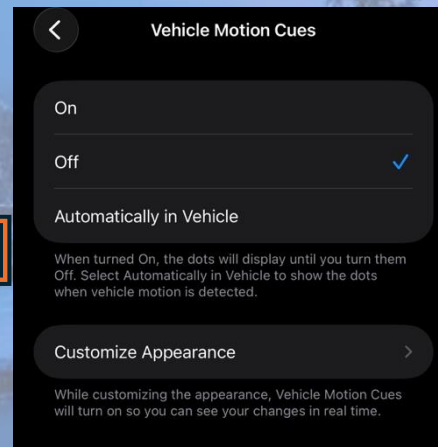 Vehicle Motion Cues
On
Off
Automatically in Vehicle
When turned On, the dots will display until you turn them
Off. Select Automatically in Vehicle to show the dots
when vehicle motion is detected.
Customize Appearance
While customizing the appearance, Vehicle Motion Cues
will turn on so you can see your changes in real time.